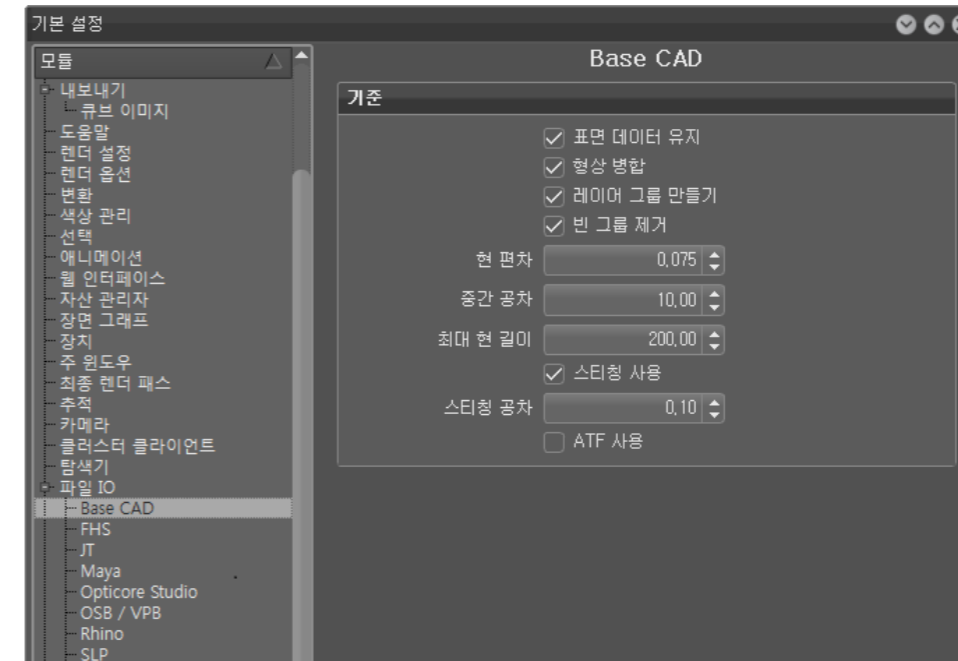 기본 설정
모듈
내보내기
큐브 이미지
도움말
렌더 설정
렌더 옵션
변환
색상 관리
선택
애니메이션
웹 인터페이스
자산 관리자
장면 그래프
장치
주 윈도우
최종 렌더 패스
추적
카메라
클러스터 클라이언트
탐색기
파일 IO
Base CAD
FHS
JT
Maya
Opticore Studio
OSB / VPB
Rhino
SLP
Base CAD
기준
표면 데이터 유지
형상 병합
레이어 그룹 만들기
빈 그룹 제거
현 편차 0,075
중간 공차 10,00
최대 현 길이 200,00
스티칭 사용
스티칭 공차 0,10
ATF 사용